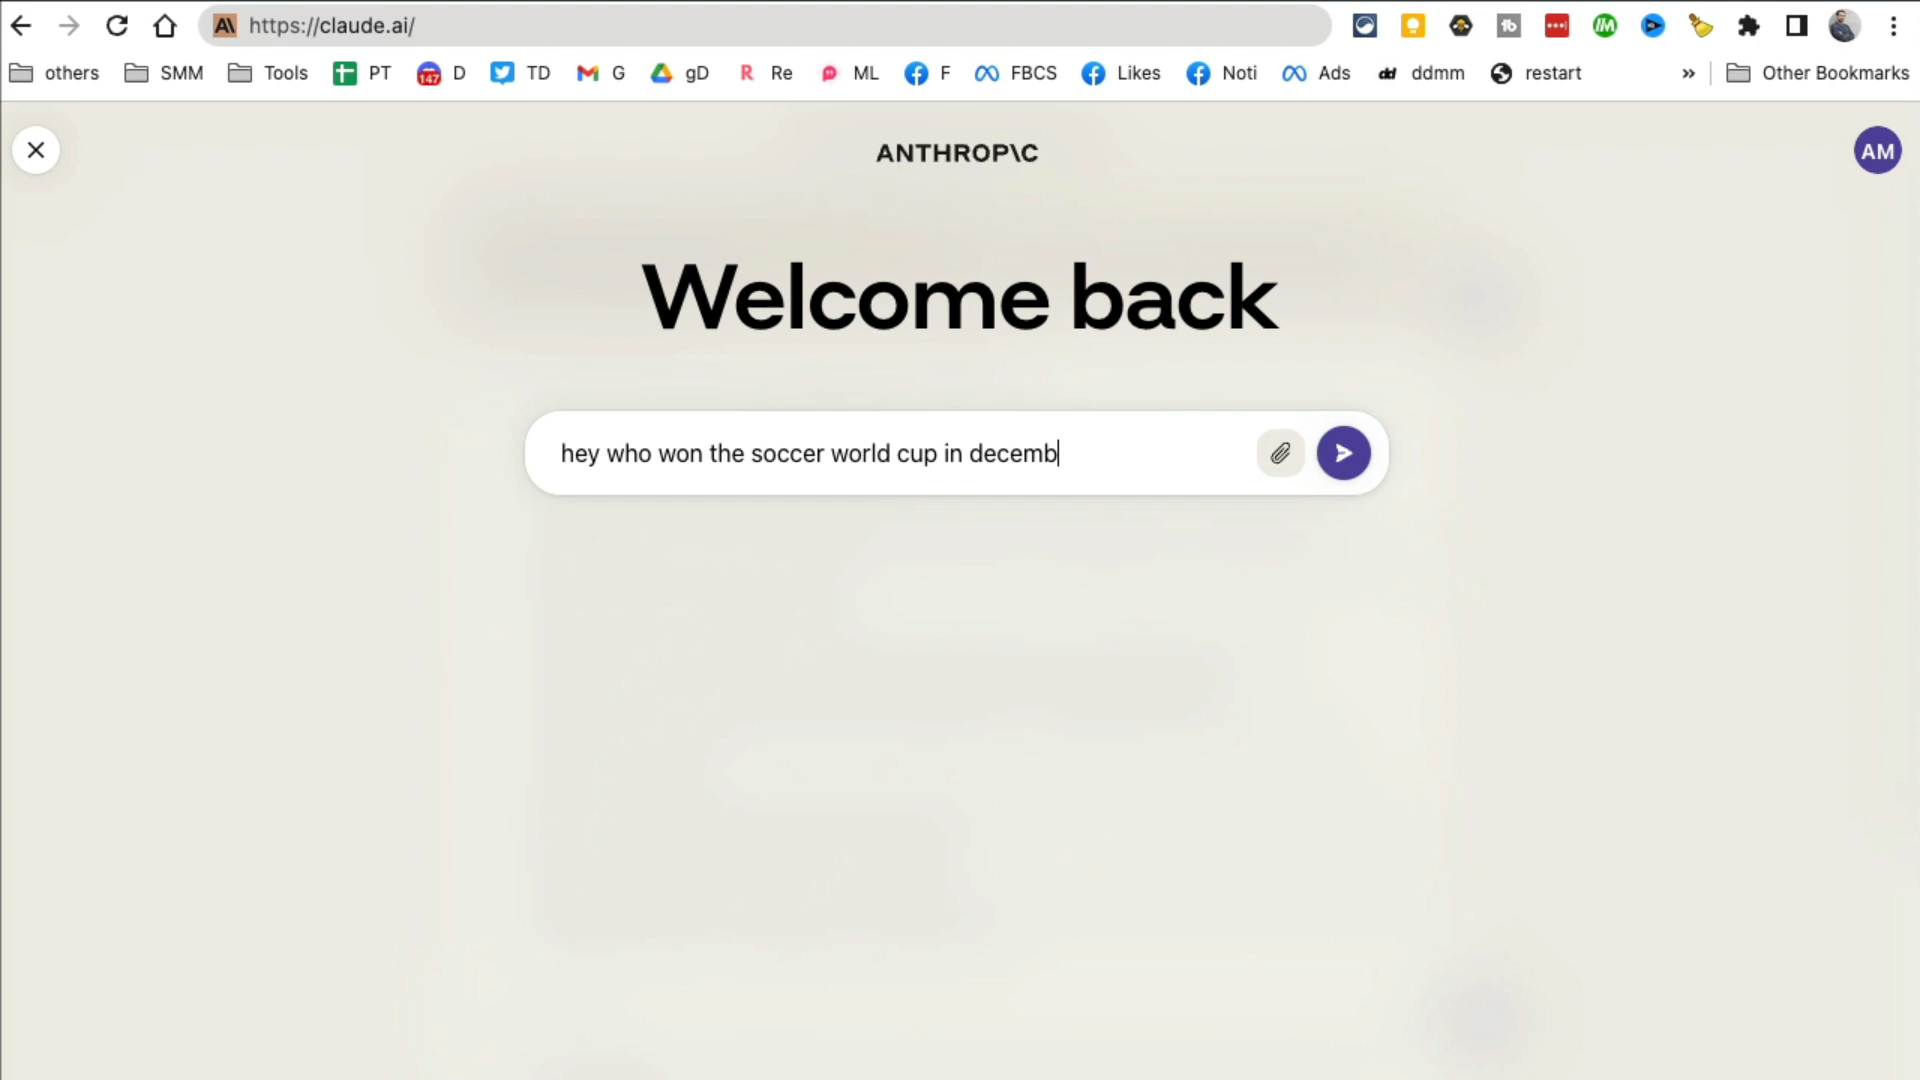 https://claude.ai/
others SMM Tools PT 147 D TD G gD Re ML F FBCS Likes Noti Ads ddmm restart » Other Bookmarks
ANTHROP\C
AM
Welcome back
hey who won the soccer world cup in decemb